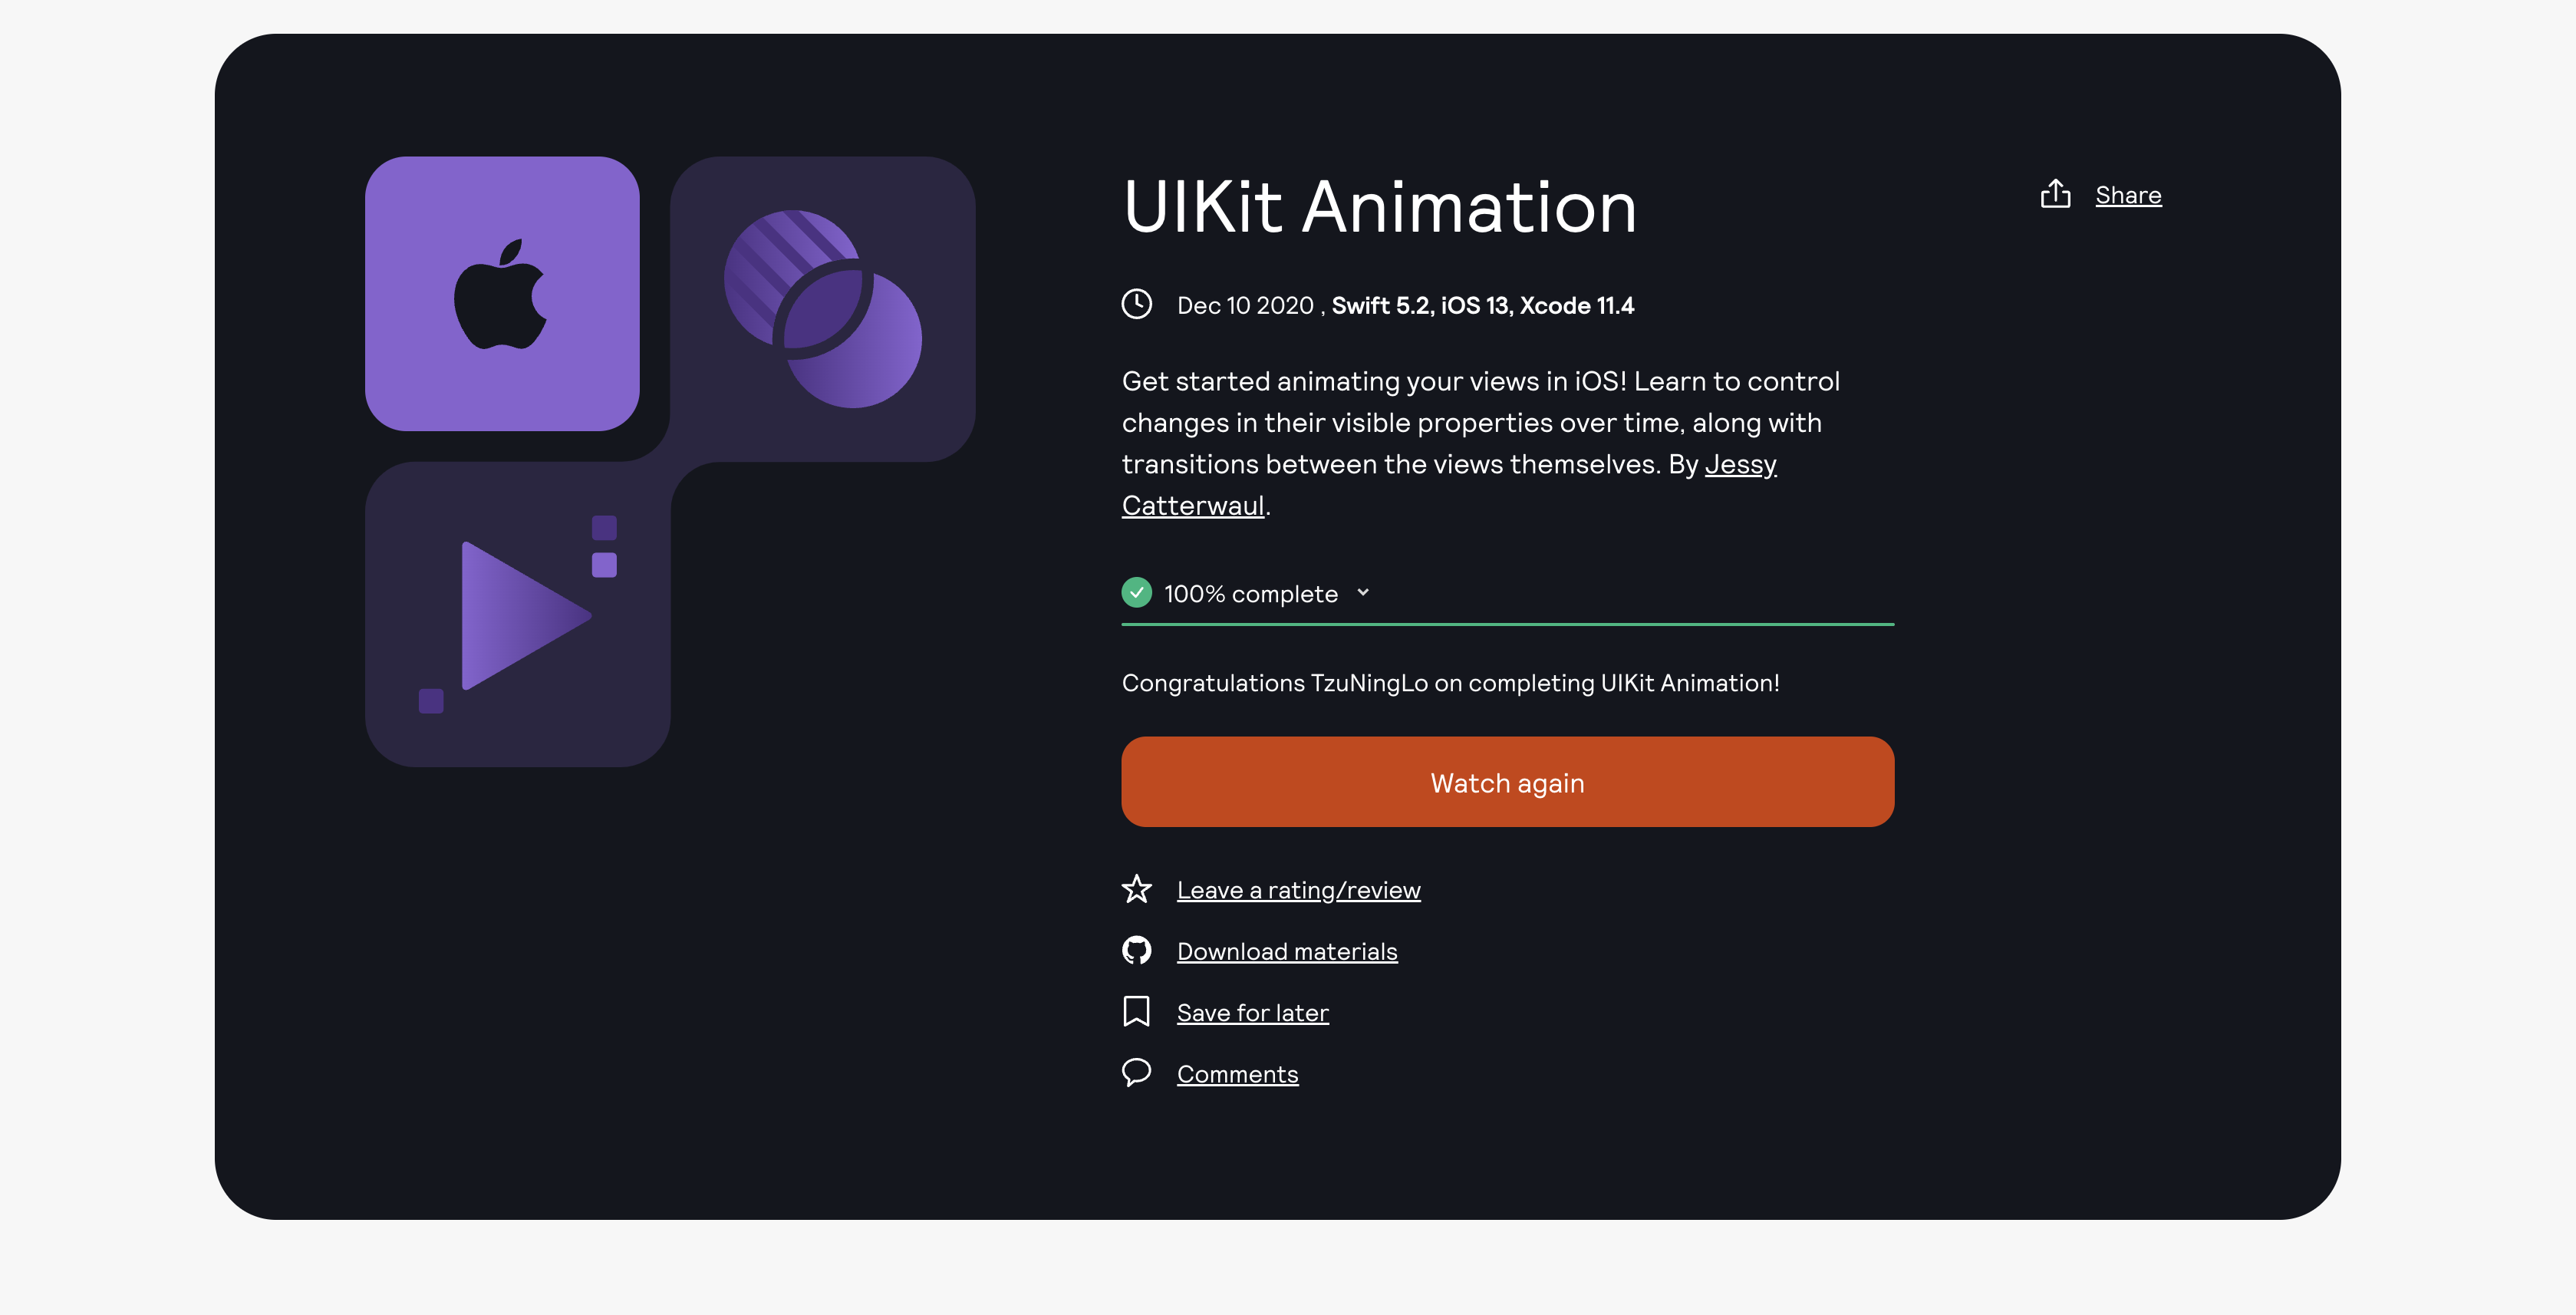 UIKit Animation
Share
Dec 10 2020 , Swift 5.2, iOS 13, Xcode 11.4
Get started animating your views in iOS! Learn to control
changes in their visible properties over time, along with
transitions between the views themselves. By Jessy
Catterwaul.
100% complete
Congratulations TzuNingLo on completing UIKit Animation!
Watch again
Leave a rating/review
Download materials
Save for later
Comments